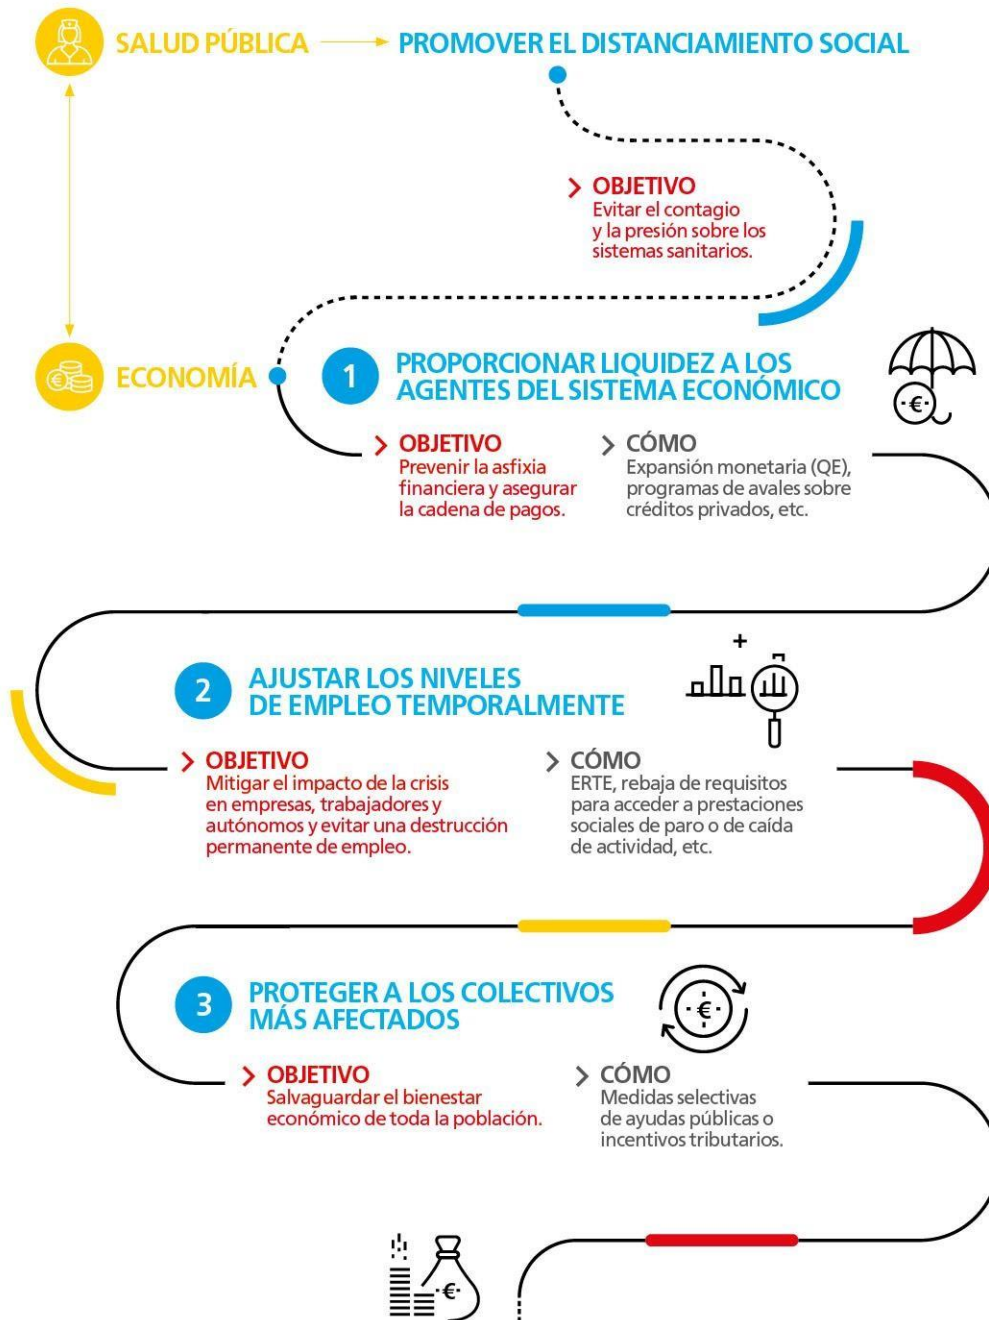 SALUD PÚBLICA
PROMOVER EL DISTANCIAMIENTO SOCIAL
OBJETIVO
Evitar el contagio
y la presión sobre los
sistemas sanitarios.
ECONOMÍA
1
PROPORCIONAR LIQUIDEZ A LOS
AGENTES DEL SISTEMA ECONÓMICO
€
€
OBJETIVO
Prevenir la asfixia
financiera y asegurar
la cadena de pagos.
CÓMO
Expansión monetaria (QE),
programas de avales sobre
créditos privados, etc.
2
AJUSTAR LOS NIVELES
DE EMPLEO TEMPORALMENTE
+
OBJETIVO
Mitigar el impacto de la crisis
en empresas, trabajadores y
autónomos y evitar una destrucción
permanente de empleo.
CÓMO
ERTE, rebaja de requisitos
para acceder a prestaciones
sociales de paro o de caída
de actividad, etc.
3
PROTEGER A LOS COLECTIVOS
MÁS AFECTADOS
€
OBJETIVO
Salvaguardar el bienestar
económico de toda la población.
CÓMO
Medidas selectivas
de ayudas públicas o
incentivos tributarios.
€